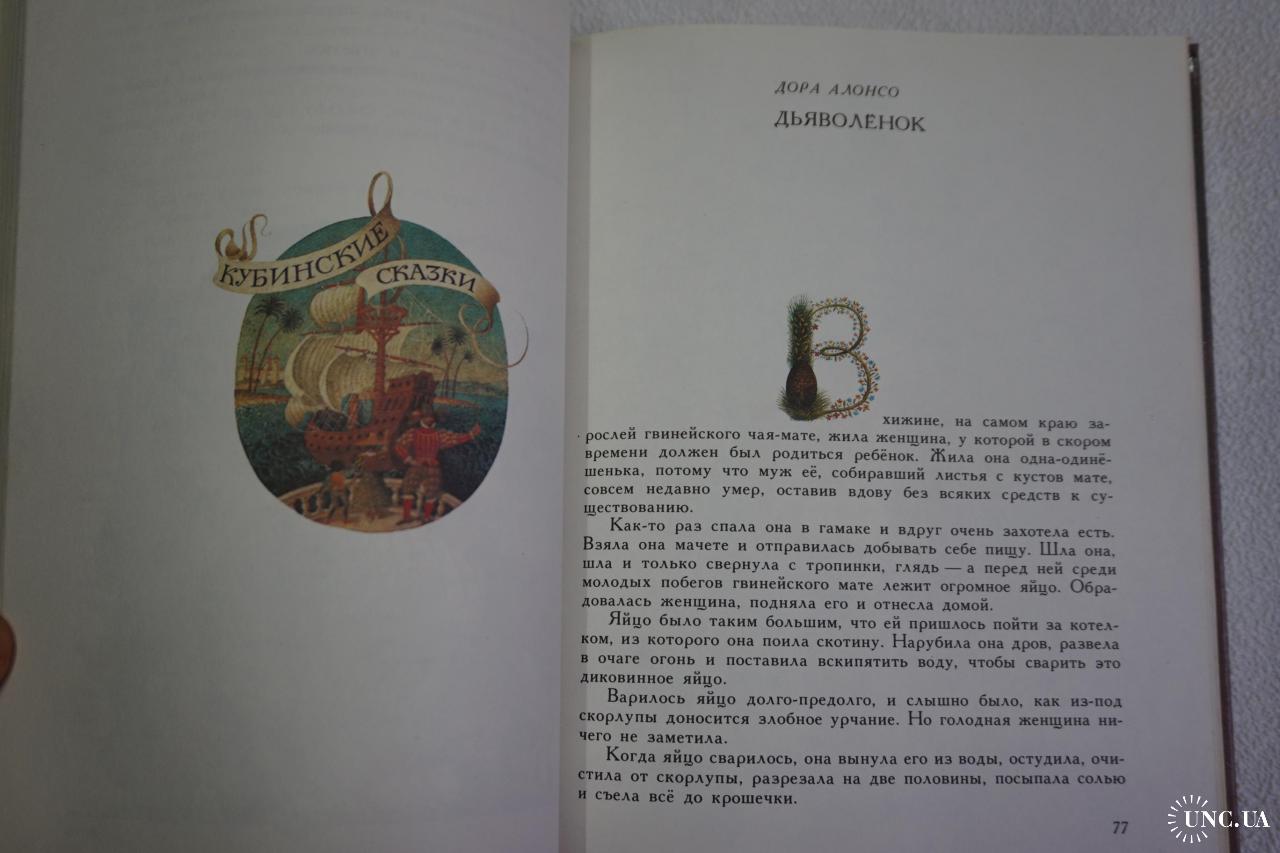 КУБИНСКИЕ
СКАЗКИ
ДОРА АЛОНСО
ДЬЯВОЛЁНОК
В хижине, на самом краю за-
рослей гвинейского чая-мате, жила женщина, у которой в скором
времени должен был родиться ребёнок. Жила она одна-одинё-
шенька, потому что муж её, собиравший листья с кустов мате,
совсем недавно умер, оставив вдову без всяких средств к су-
ществованию.
Как-то раз спала она в гамаке и вдруг очень захотела есть.
Взяла она мачете и отправилась добывать себе пищу. Шла она,
шла и только свернула с тропинки, глядь — а перед ней среди
молодых побегов гвинейского мате лежит огромное яйцо. Обра-
довалась женщина, подняла его и отнесла домой.
Яйцо было таким большим, что ей пришлось пойти за котел-
ком, из которого она поила скотину. Нарубила она дров, развела
в очаге огонь и поставила вскипятить воду, чтобы сварить это
диковинное яйцо.
Варилось яйцо долго-предолго, и слышно было, как из-под
скорлупы доносится злобное урчание. Но голодная женщина ни-
чего не заметила.
Когда яйцо сварилось, она вынула его из воды, остудила, очи-
стила от скорлупы, разрезала на две половины, посыпала солью
и съела всё до крошечки.
77
UNC.UA